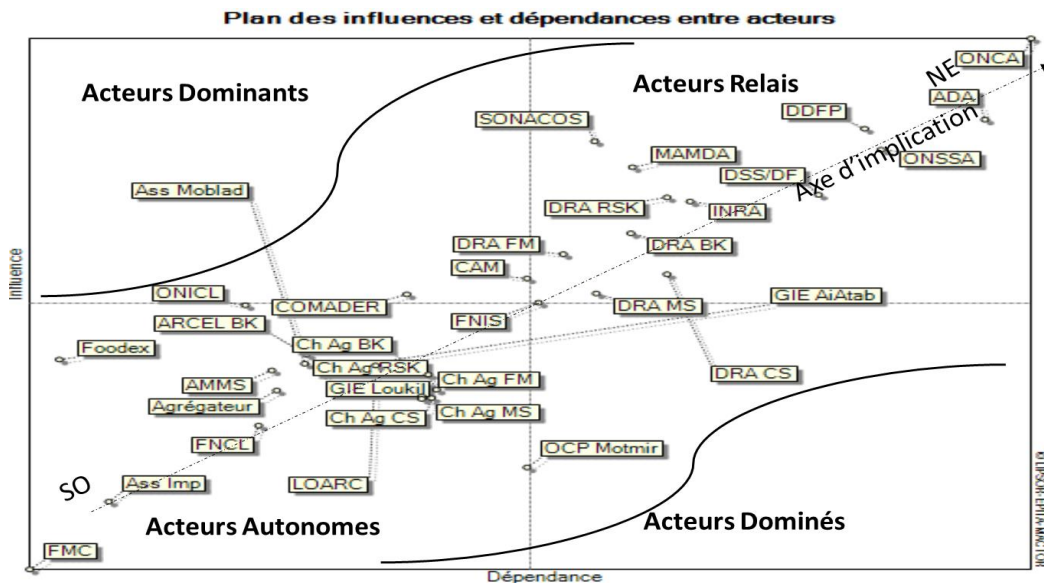 Plan des influences et dépendances entre acteurs
NE
ONCA
Acteurs Dominants
Acteurs Relais
ADA
DDFP
SONACOS
ONSSA
MAMDA
DSS/DF
Axe d'implication
Ass Moblad
DRA RSK
INRA
DRA FM
DRA BK
CAM
Influence
ONICL
COMADER
DRA MS
GIE AiAtab
FNIS
ARCEL BK
Ch Ag BK
Foodex
Ch Ag RSK
DRA CS
AMMS
GIE Loukil
Ch Ag FM
Agrégateur
Ch Ag CS
Ch Ag MS
FNCL
OCP Motmir
SO
Ass Imp
LOARC
Acteurs Autonomes
Acteurs Dominés
FMC
Dépendance
© LIPSOR-EPITA-MACTOR